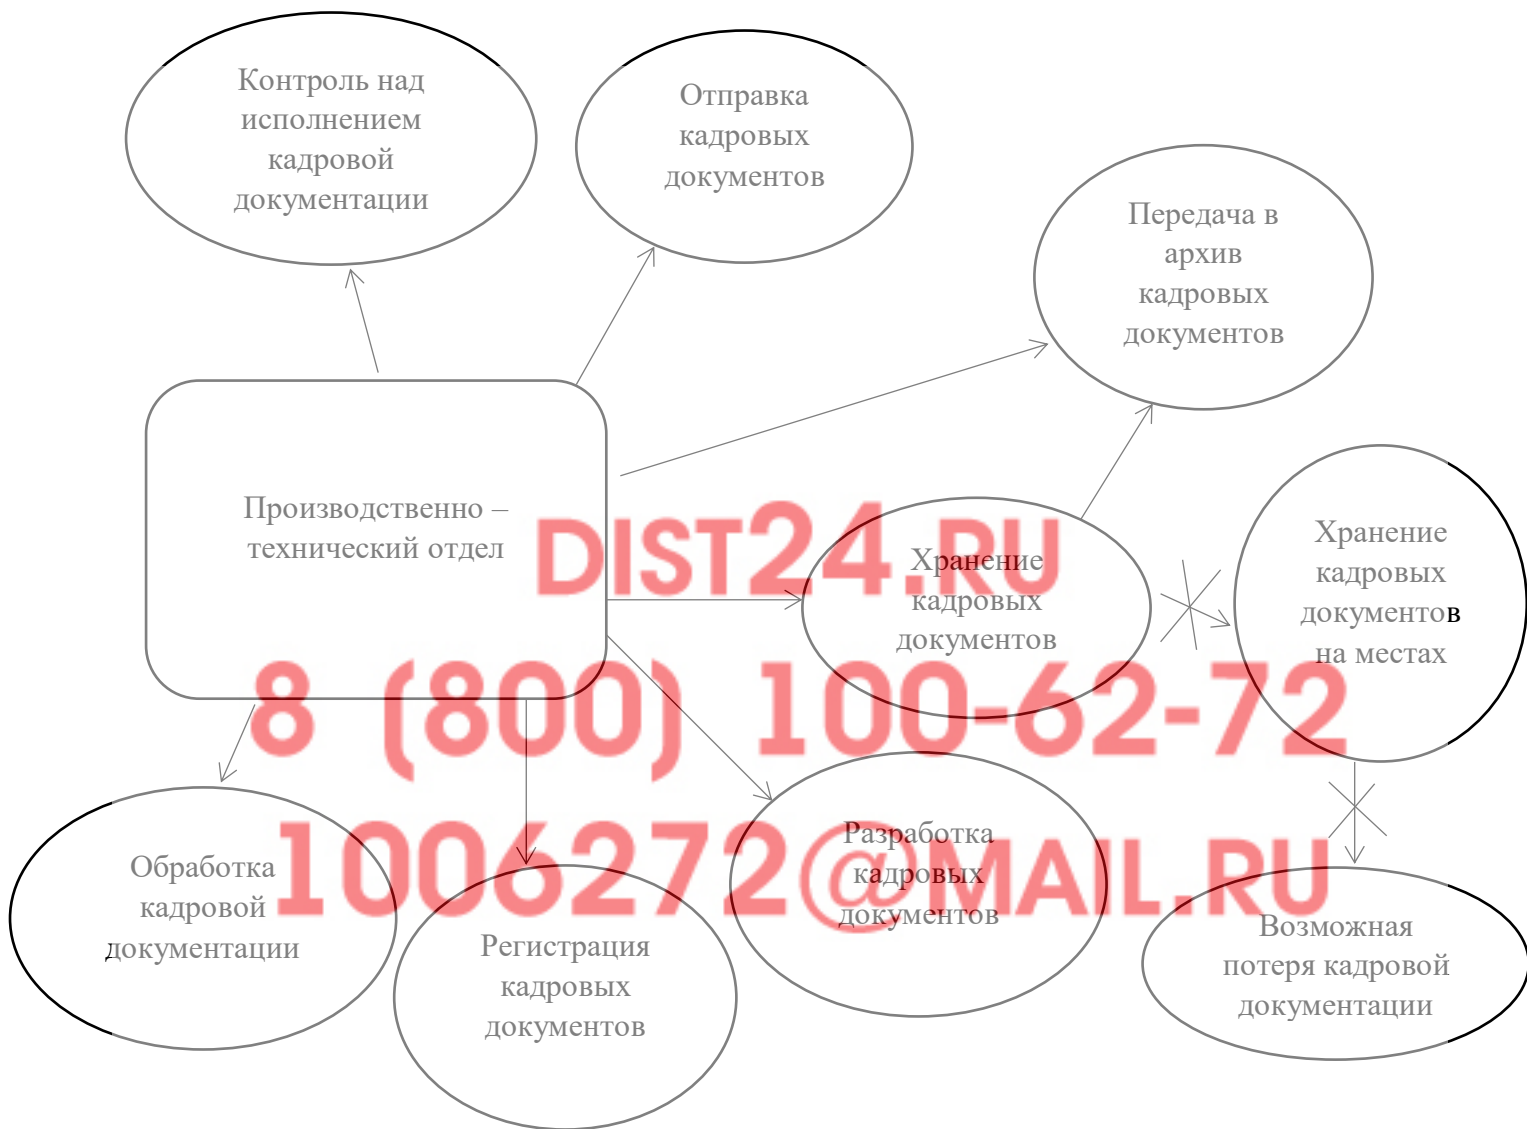 Контроль над
исполнением
кадровой
документации
Отправка
кадровых
документов
Передача в
архив
кадровых
документов
Производственно –
технический отдел
Хранение
кадровых
документов
Хранение
кадровых
документов
на местах
DIST24.RU
8 (800) 100-62-72
1006272@MAIL.RU
Обработка
кадровой
документации
Регистрация
кадровых
документов
Разработка
кадровых
документов
Возможная
потеря кадровой
документации